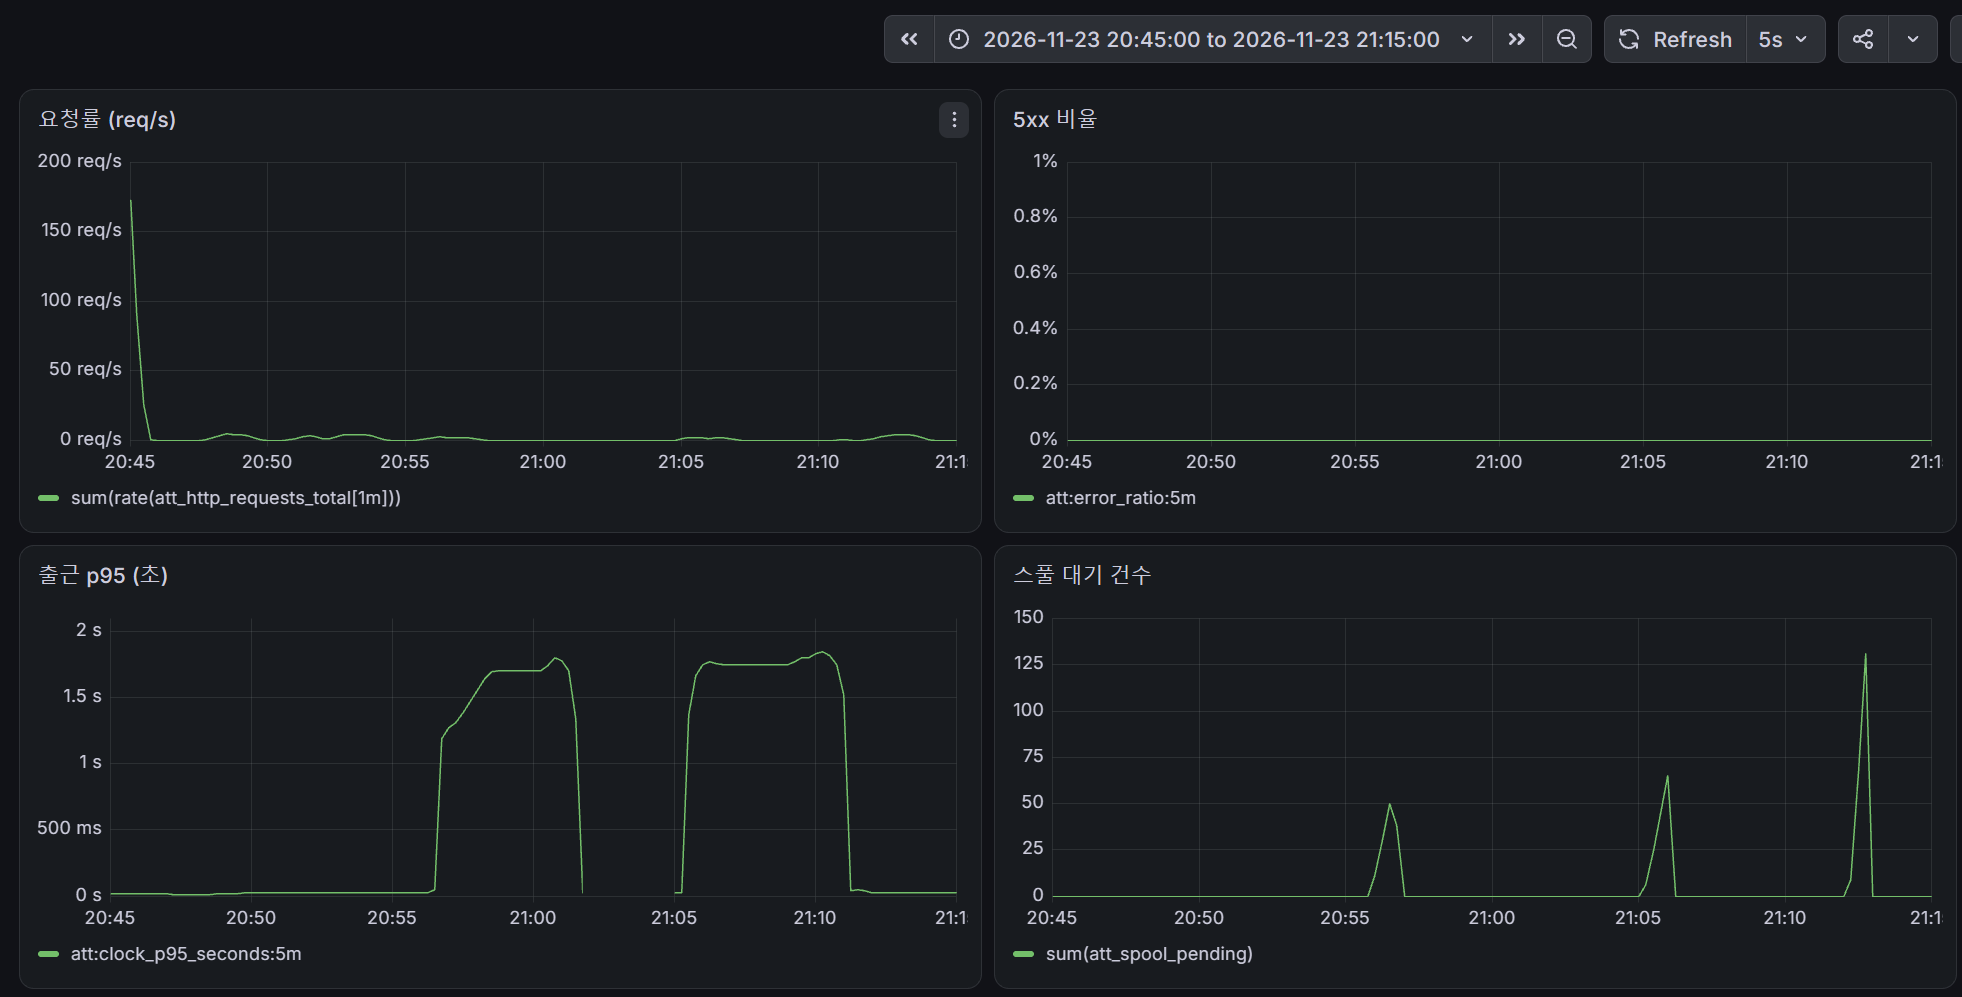 2026-11-23 20:45:00 to 2026-11-23 21:15:00
Refresh
5s
요청률 (req/s)
200 req/s
150 req/s
100 req/s
50 req/s
0 req/s
20:45 20:50 20:55 21:00 21:05 21:10
sum(rate(att_http_requests_total[1m]))
5xx 비율
1%
0.8%
0.6%
0.4%
0.2%
0%
20:45 20:50 20:55 21:00 21:05 21:10
att:error_ratio:5m
출근 p95 (초)
2 s
1.5 s
1 s
500 ms
0 s
20:45 20:50 20:55 21:00 21:05 21:10
att:clock_p95_seconds:5m
스풀 대기 건수
150
125
100
75
50
25
0
20:45 20:50 20:55 21:00 21:05 21:10
sum(att_spool_pending)